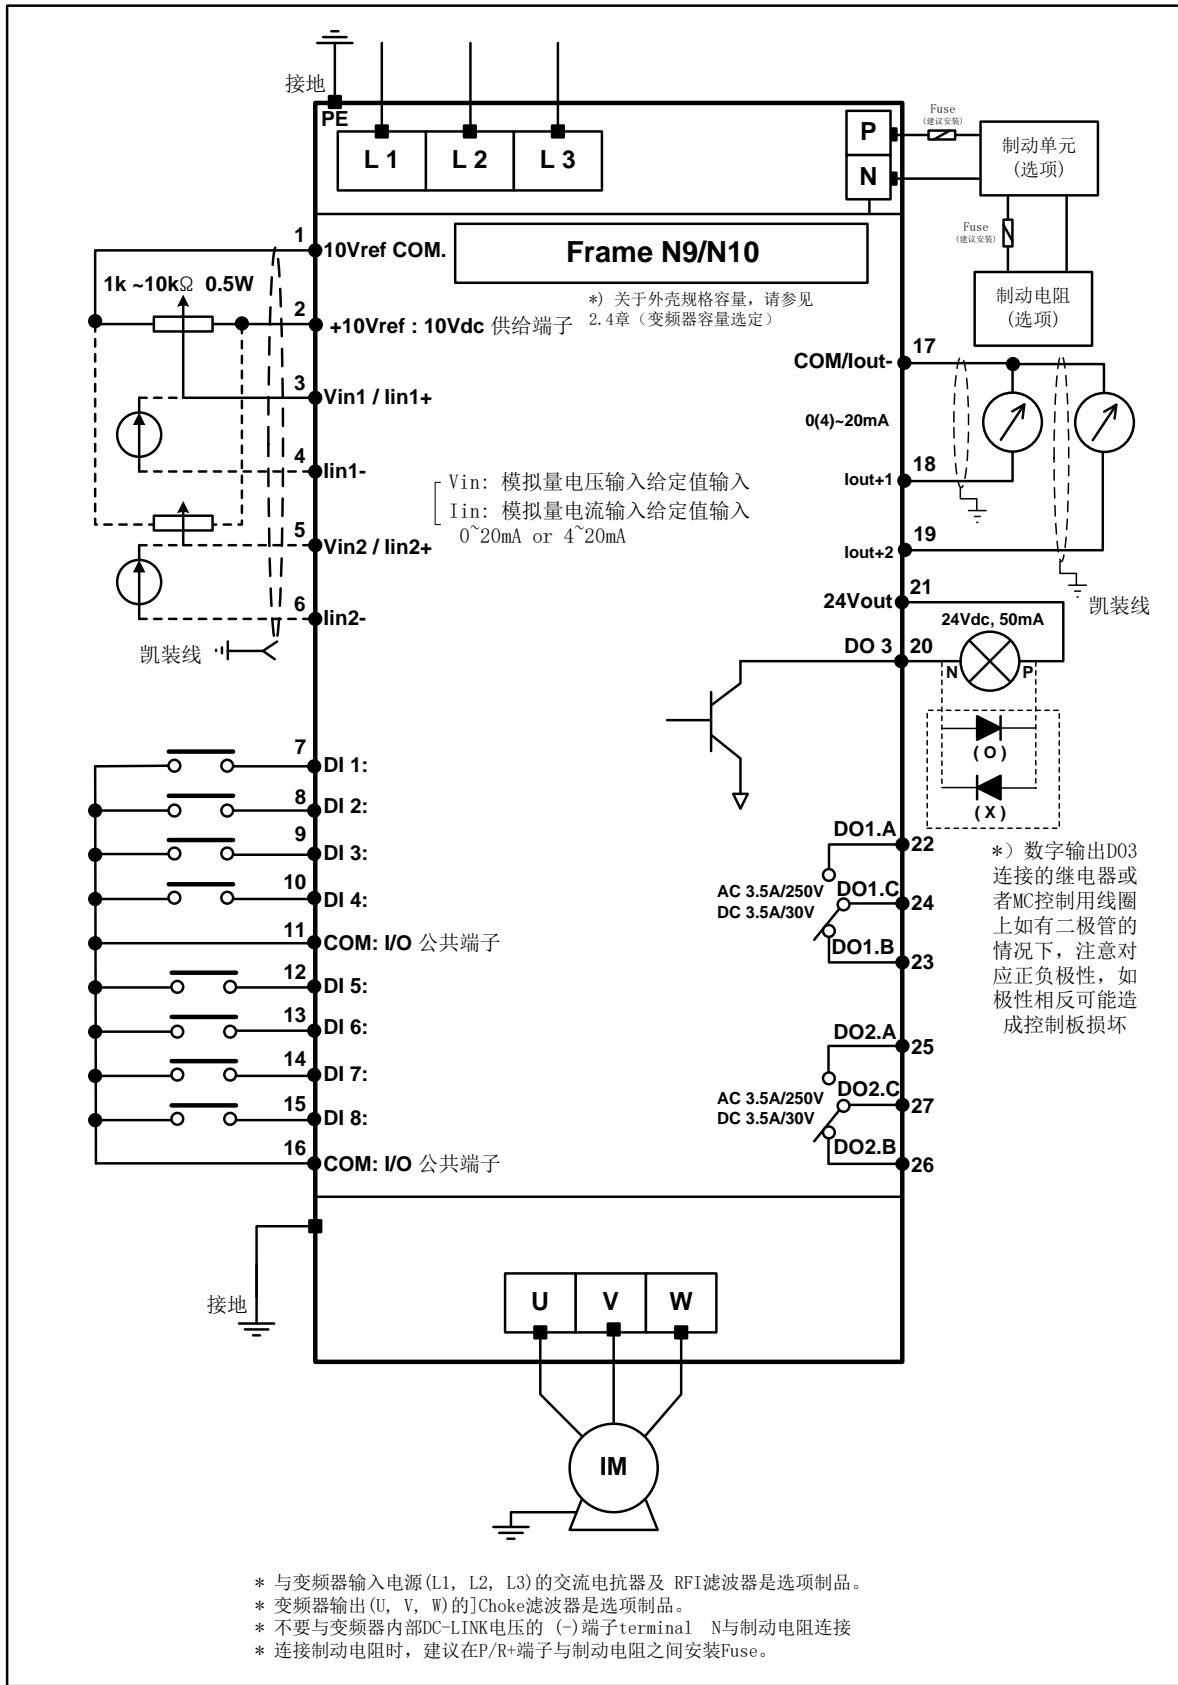 接地
PE
L 1
L 2
L 3
P
N
Fuse
(建议安装)
制动单元
(选项)
Fuse
(建议安装)
制动电阻
(选项)
Frame N9/N10
*) 关于外壳规格容量, 请参见
2.4章 (变频器容量选定)
1
10Vref COM.
1k ~10kΩ 0.5W
2
+10Vref : 10Vdc 供给端子
3
Vin1 / Iin1+
4
Iin1-
5
Vin2 / Iin2+
6
Iin2-
凯装线
Vin: 模拟量电压输入给定值输入
Iin: 模拟量电流输入给定值输入
0~20mA or 4~20mA
17
COM/Iout-
0(4)~20mA
18
Iout+1
19
Iout+2
凯装线
21
24Vout
24Vdc, 50mA
DO 3
20
N
P
( O )
( X )
*) 数字输出DO3
连接的继电器或
者MC控制用线圈
上如有二极管的
情况下, 注意对
应正负极性, 如
极性相反可能造
成控制板损坏
7
DI 1:
8
DI 2:
9
DI 3:
10
DI 4:
11
COM: I/O 公共端子
12
DI 5:
13
DI 6:
14
DI 7:
15
DI 8:
16
COM: I/O 公共端子
DO1.A
22
AC 3.5A/250V
DC 3.5A/30V
DO1.C
24
DO1.B
23
DO2.A
25
AC 3.5A/250V
DC 3.5A/30V
DO2.C
27
DO2.B
26
接地
U
V
W
IM
* 与变频器输入电源(L1, L2, L3)的交流电抗器及 RFI滤波器是选项制品。
* 变频器输出(U, V, W)的]Choke滤波器是选项制品。
* 不要与变频器内部DC-LINK电压的 (-)端子terminal N与制动电阻连接
* 连接制动电阻时, 建议在P/R+端子与制动电阻之间安装Fuse。